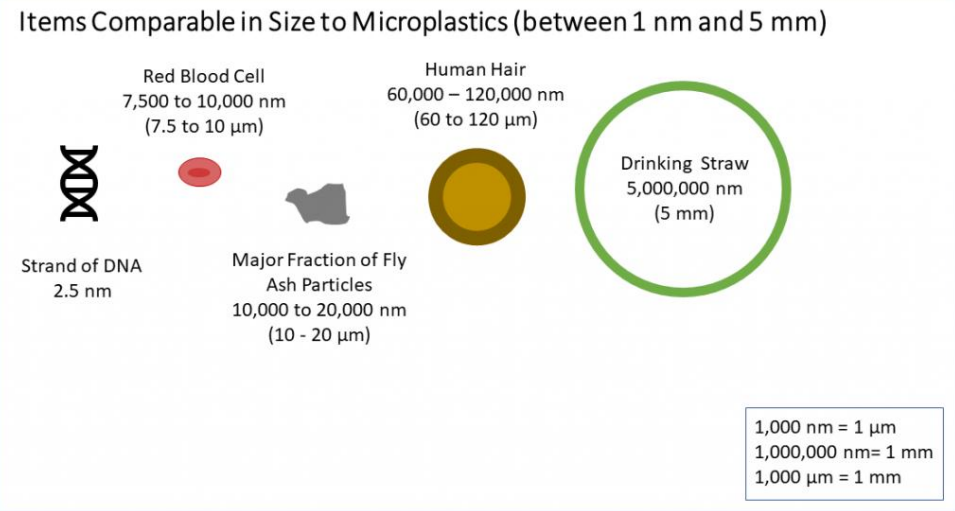 Items Comparable in Size to Microplastics (between 1 nm and 5 mm)
Red Blood Cell
7,500 to 10,000 nm
(7.5 to 10 µm)
Human Hair
60,000 – 120,000 nm
(60 to 120 µm)
Drinking Straw
5,000,000 nm
(5 mm)
Strand of DNA
2.5 nm
Major Fraction of Fly
Ash Particles
10,000 to 20,000 nm
(10 - 20 µm)
1,000 nm = 1 µm
1,000,000 nm= 1 mm
1,000 µm = 1 mm